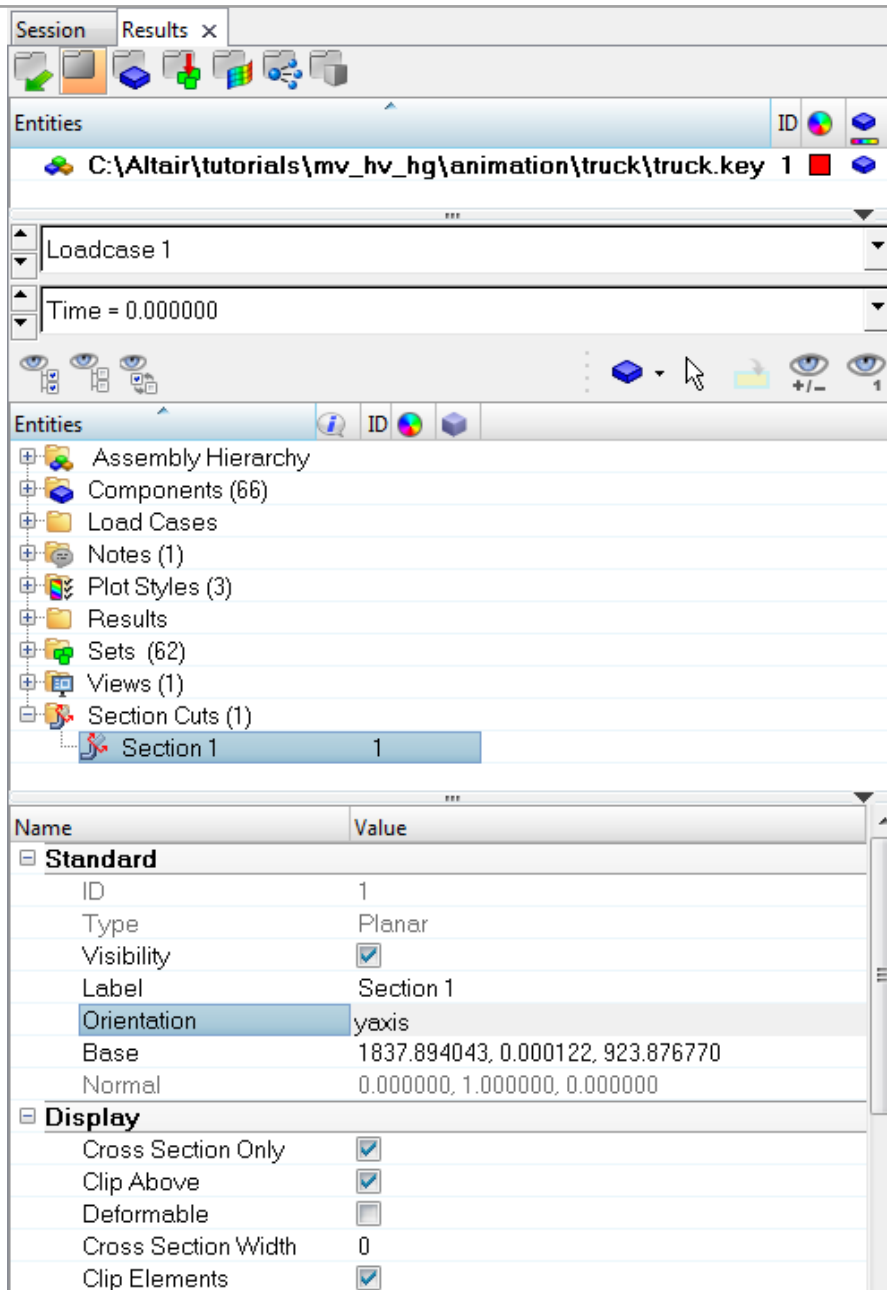 Session Results ×
Entities ID
C:\Altair\tutorials\mv_hv_hg\animation\truck\truck.key 1
Loadcase 1
Time = 0.000000
+/− 1
Entities ID
Assembly Hierarchy
Components (66)
Load Cases
Notes (1)
Plot Styles (3)
Results
Sets (62)
Views (1)
Section Cuts (1)
Section 1 1
Name Value
Standard
ID 1
Type Planar
Visibility
Label Section 1
Orientation yaxis
Base 1837.894043, 0.000122, 923.876770
Normal 0.000000, 1.000000, 0.000000
Display
Cross Section Only
Clip Above
Deformable
Cross Section Width 0
Clip Elements